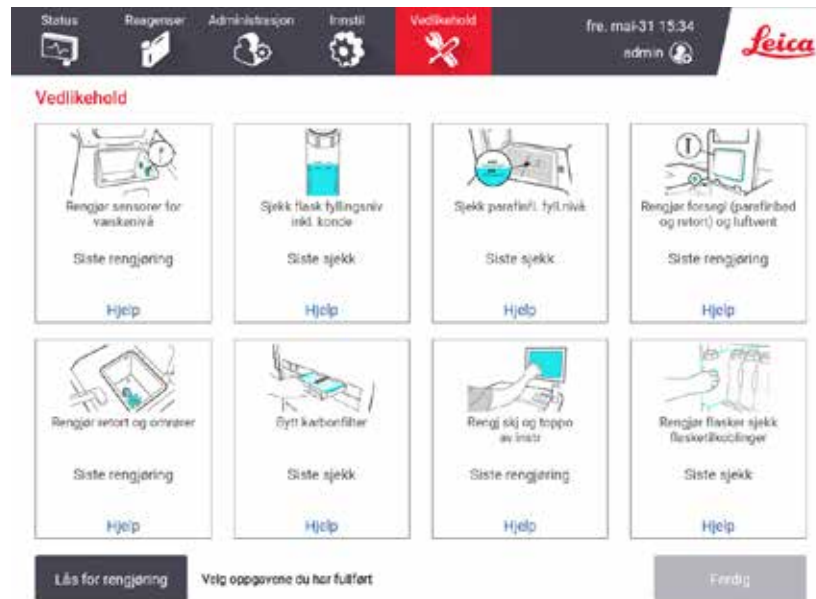 Status Reagenser Administrasjon Innstil Vedlikehold
fre. mai-31 15:34
admin
Leica
Vedlikehold
Rengjør sensorer for
væskenivå
Siste rengjøring
Hjelp
Sjekk flask fyllingsniv
inkl. konde
Siste sjekk
Hjelp
Sjekk parafinfl. fyll.nivå
Siste sjekk
Hjelp
Rengjør forsegl (parafinbad
og retort) og luftvent
Siste rengjøring
Hjelp
Rengjør retort og omrører
Siste rengjøring
Hjelp
Bytt karbonfilter
Siste sjekk
Hjelp
Rengj skj og toppo
av instr
Siste rengjøring
Hjelp
Rengjør flasker sjekk
flasketilkoblinger
Siste sjekk
Hjelp
Lås for rengjøring
Velg oppgavene du har fullført
Ferdig